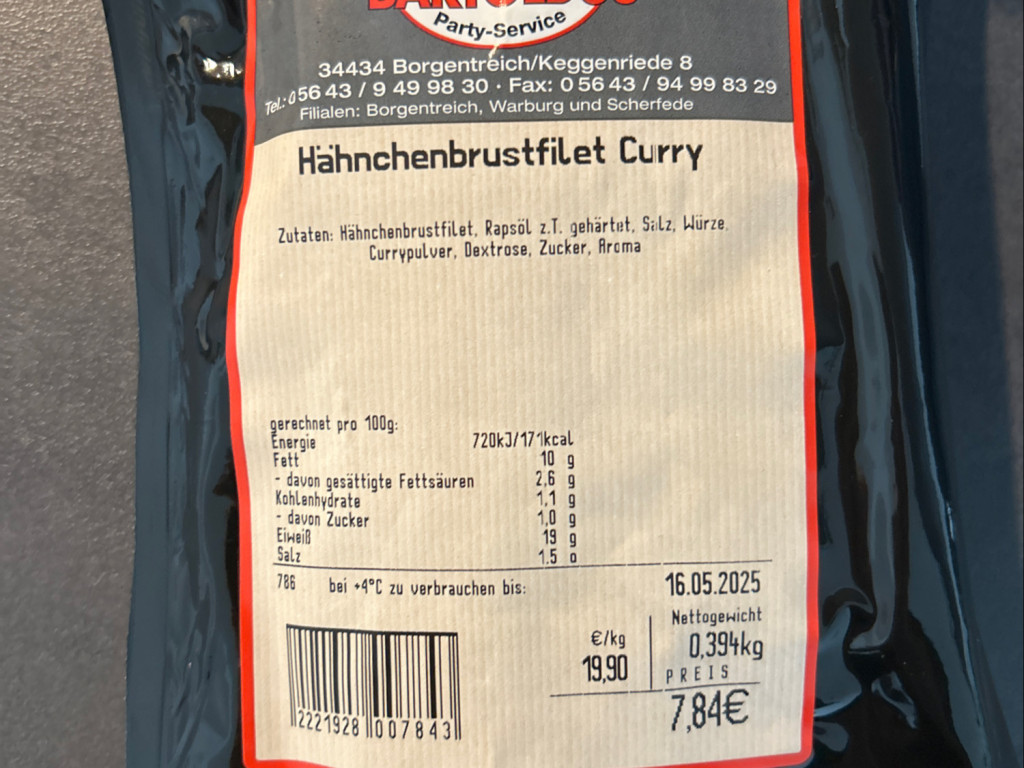 Party-Service
34434 Borgentreich/Keggenriede 8
Tel.: 0 56 43 / 9 49 98 30 · Fax: 0 56 43 / 94 99 83 29
Filialen: Borgentreich, Warburg und Scherfede
Hähnchenbrustfilet Curry
Zutaten: Hähnchenbrustfilet, Rapsöl z.T. gehärtet, Salz, Würze,
Currypulver, Dextrose, Zucker, Aroma
gerechnet pro 100g:
Energie 720kJ/171kcal
Fett 10 g
- davon gesättigte Fettsäuren 2,6 g
Kohlenhydrate 1,1 g
- davon Zucker 1,0 g
Eiweiß 19 g
Salz 1,5 g
786 bei +4°C zu verbrauchen bis: 16.05.2025
Nettogewicht
€/kg 0,394kg
19,90 PREIS
7,84€
2221928 007843